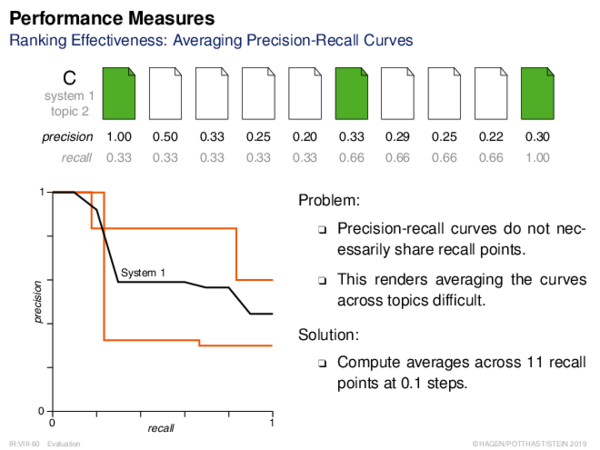 Performance Measures
Ranking Effectiveness: Averaging Precision-Recall Curves
C
system 1
topic 2
precision 1.00 0.50 0.33 0.25 0.20 0.33 0.29 0.25 0.22 0.30
recall 0.33 0.33 0.33 0.33 0.33 0.66 0.66 0.66 0.66 1.00
1
System 1
precision
0
0
recall
1
Problem:
❑ Precision-recall curves do not nec-
essarily share recall points.
❑ This renders averaging the curves
across topics difficult.
Solution:
❑ Compute averages across 11 recall
points at 0.1 steps.
IR:VIII-60 Evaluation
©HAGEN/POTTHAST/STEIN 2019